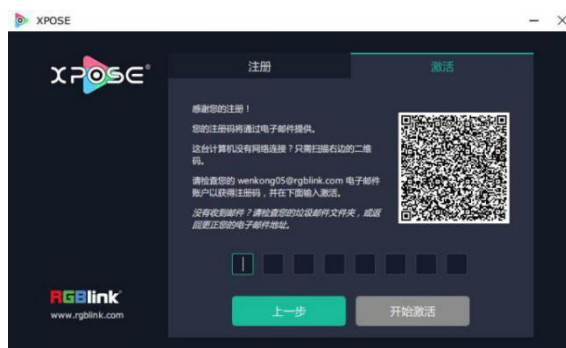 XPOSE
XPOSE®
注册
激活
感谢您的注册！
您的注册码将通过电子邮件提供。
这台计算机没有网络连接？只需扫描右边的二维
码。
请检查您的 wenkong05@rgblink.com 电子邮件
账户以获得注册码，并在下面输入激活。
没有收到邮件？请检查您的垃圾邮件文件夹，或返
回更正您的电子邮件地址。
上一步
开始激活
RGBlink®
www.rgblink.com